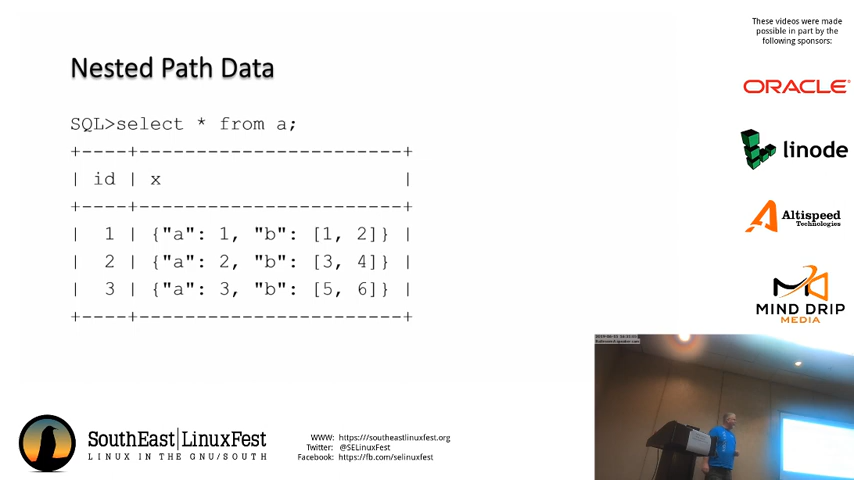 Nested Path Data
SQL>select * from a;
+----+------------------------+
| id | x                      |
+----+------------------------+
|  1 | {"a": 1, "b": [1, 2]} |
|  2 | {"a": 2, "b": [3, 4]} |
|  3 | {"a": 3, "b": [5, 6]} |
+----+------------------------+
These videos were made
possible in part by the
following sponsors:
ORACLE
linode
Altispeed
Technologies
MIND DRIP
MEDIA
SouthEast|LinuxFest
LINUX IN THE GNU/SOUTH
WWW: https:///southeastlinuxfest.org
Twitter: @SELinuxFest
Facebook: https://fb.com/selinuxfest